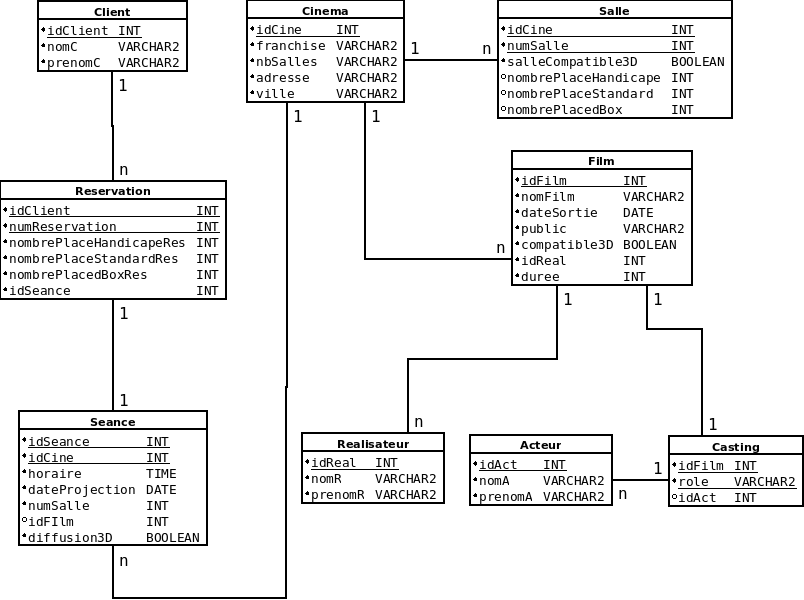 Client
idClient INT
nomC VARCHAR2
prenomC VARCHAR2
Cinema
idCine INT
franchise VARCHAR2
nbSalles VARCHAR2
adresse VARCHAR2
ville VARCHAR2
Salle
idCine INT
numSalle INT
salleCompatible3D BOOLEAN
nombrePlaceHandicape INT
nombrePlaceStandard INT
nombrePlacedBox INT
1 n
1
1
1
n
Film
idFilm INT
nomFilm VARCHAR2
dateSortie DATE
public VARCHAR2
compatible3D BOOLEAN
idReal INT
duree INT
n
Reservation
idClient INT
numReservation INT
nombrePlaceHandicapeRes INT
nombrePlaceStandardRes INT
nombrePlacedBoxRes INT
idSeance INT
1
1
1
1
n
1
Seance
idSeance INT
idCine INT
horaire TIME
dateProjection DATE
numSalle INT
idFIlm INT
diffusion3D BOOLEAN
n
Realisateur
idReal INT
nomR VARCHAR2
prenomR VARCHAR2
Acteur
idAct INT
nomA VARCHAR2
prenomA VARCHAR2
n 1
Casting
idFilm INT
role VARCHAR2
idAct INT